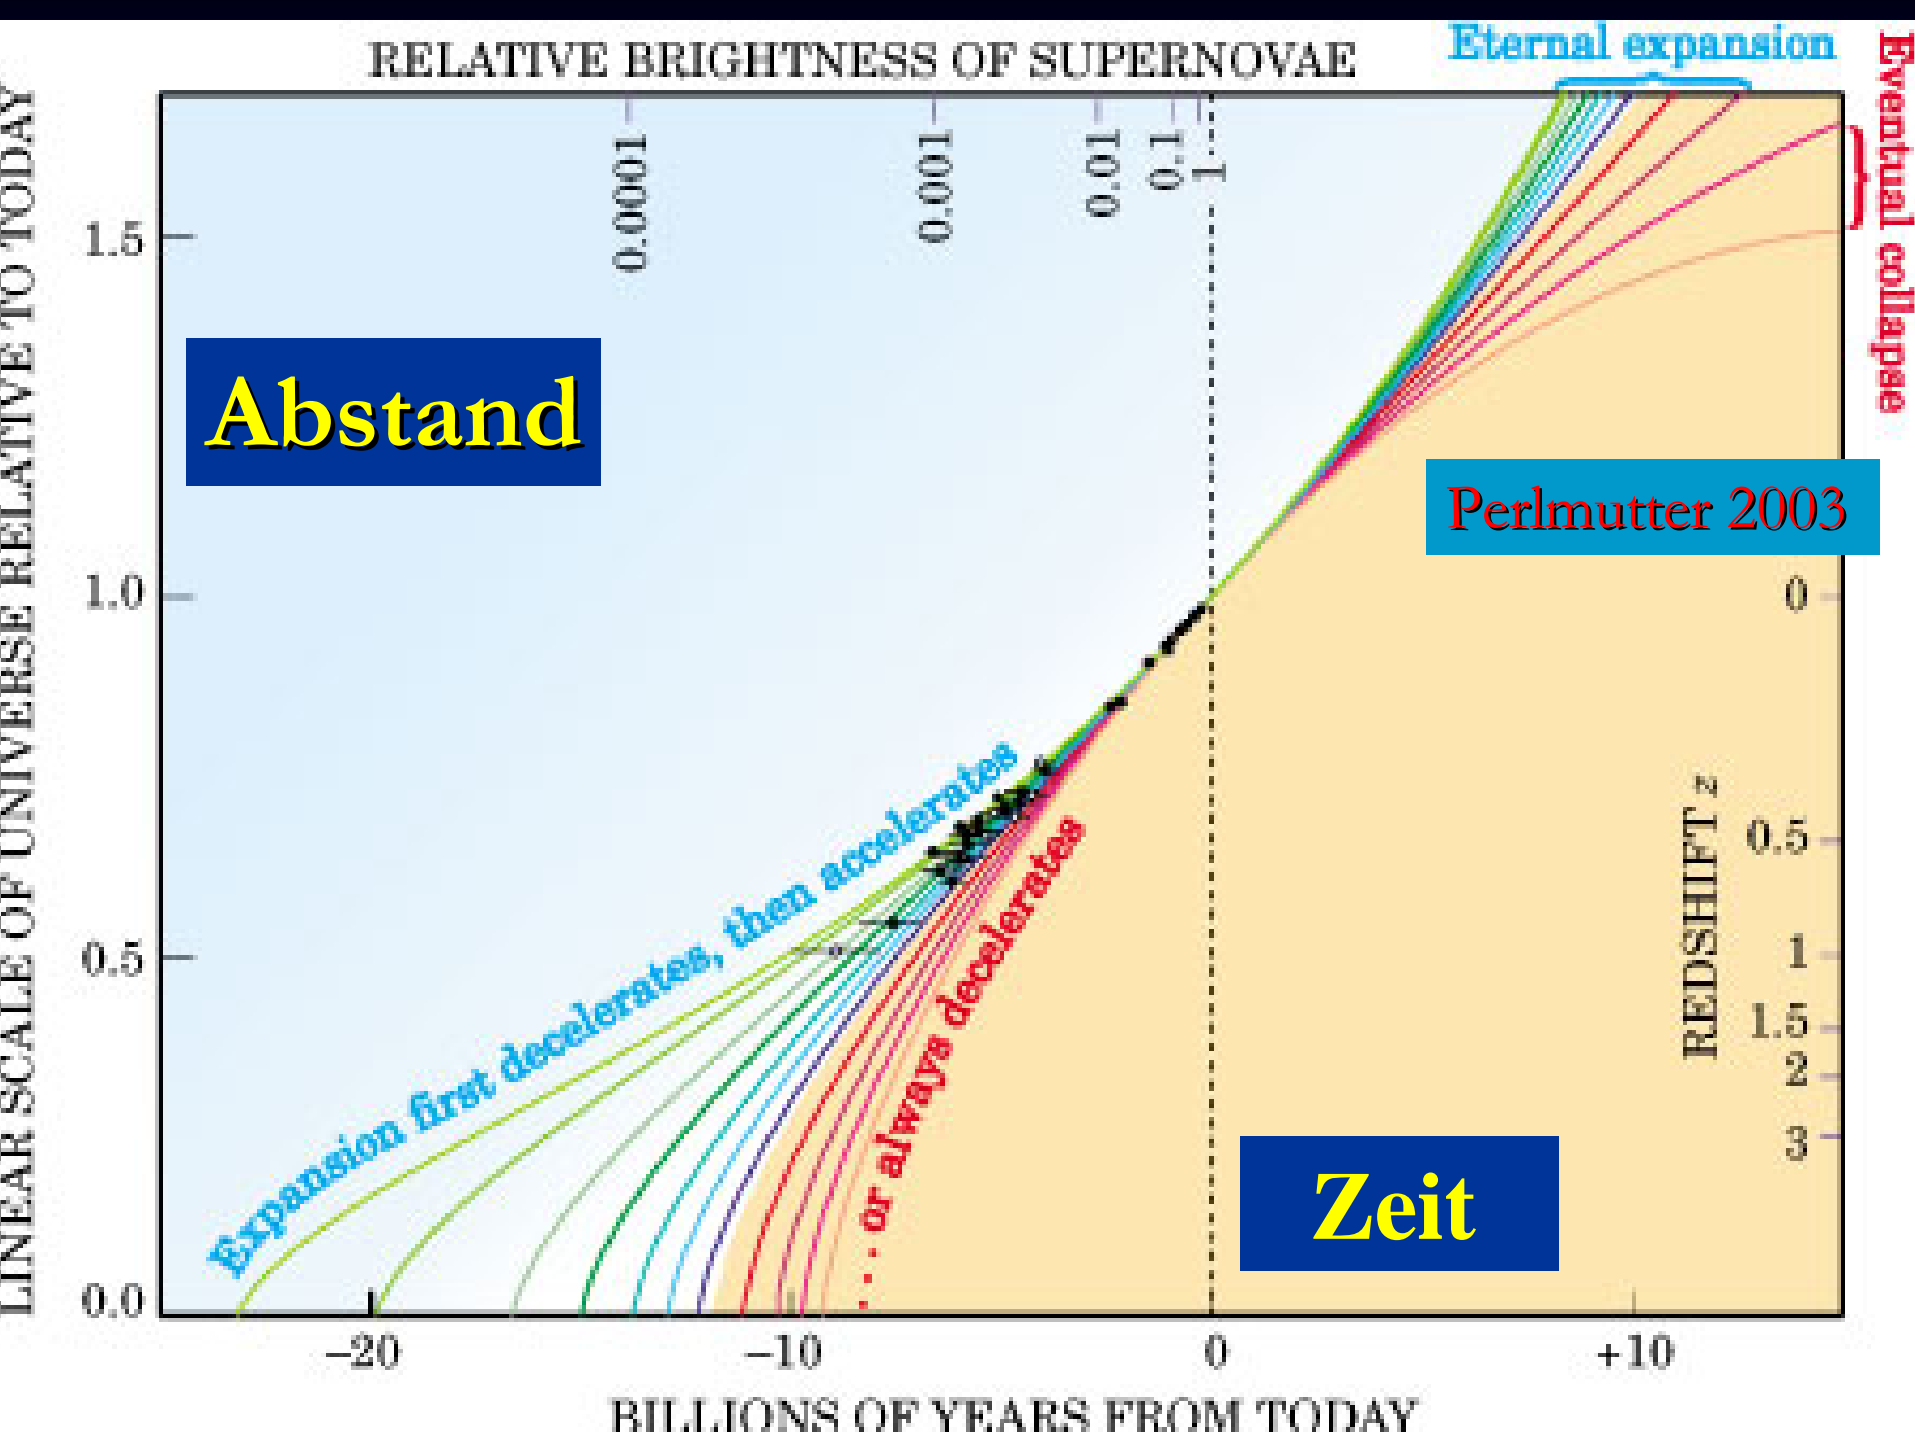 RELATIVE BRIGHTNESS OF SUPERNOVAE
Eternal expansion
Eventual collapse
LINEAR SCALE OF UNIVERSE RELATIVE TO TODAY
0.0001
0.001
0.01
0.1
1
1.5
1.0
0.5
0.0
Abstand
Perlmutter 2003
Expansion first decelerates, then accelerates
. . . or always decelerates
REDSHIFT z
0
0.5
1
1.5
2
3
Zeit
–20
–10
0
+10
BILLIONS OF YEARS FROM TODAY